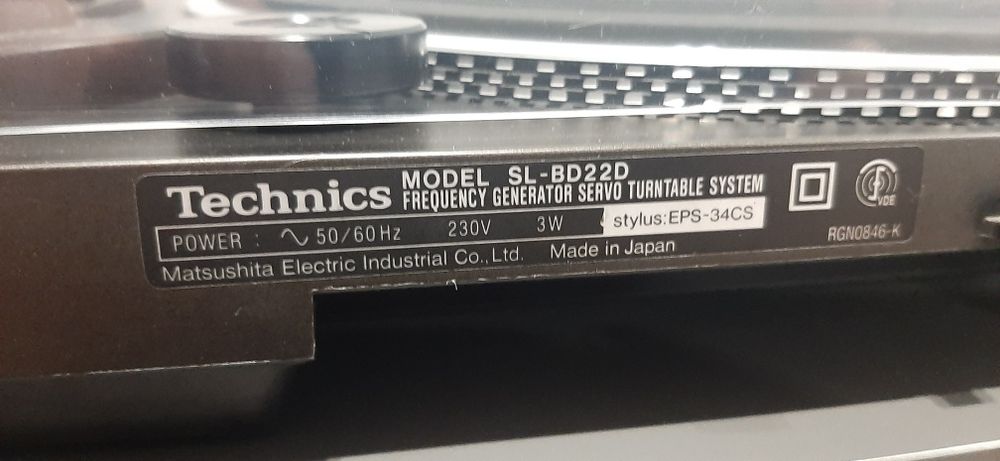 Technics MODEL SL-BD22D
FREQUENCY GENERATOR SERVO TURNTABLE SYSTEM
POWER : ∿ 50/60Hz 230V 3W stylus:EPS-34CS
Matsushita Electric Industrial Co., Ltd. Made in Japan
VDE
RGN0846-K